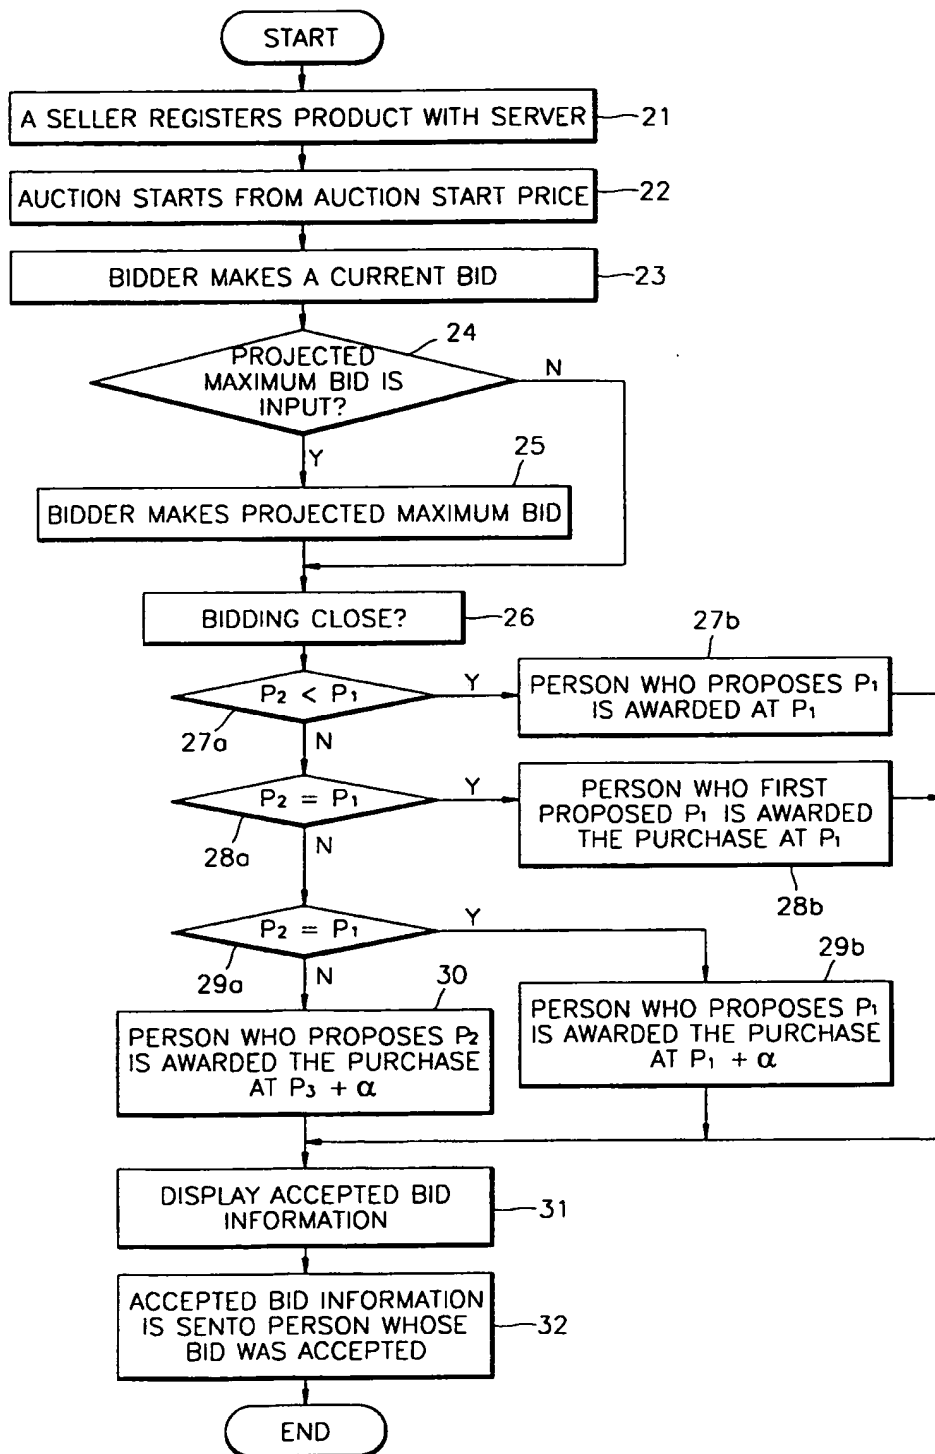 START
A SELLER REGISTERS PRODUCT WITH SERVER
21
AUCTION STARTS FROM AUCTION START PRICE
22
BIDDER MAKES A CURRENT BID
23
24
PROJECTED
MAXIMUM BID IS
INPUT?
N
Y
25
BIDDER MAKES PROJECTED MAXIMUM BID
BIDDING CLOSE?
26
P₂ < P₁
Y
27a
N
27b
PERSON WHO PROPOSES P₁
IS AWARDED AT P₁
P₂ = P₁
Y
28a
N
PERSON WHO FIRST
PROPOSED P₁ IS AWARDED
THE PURCHASE AT P₁
28b
P₂ = P₁
Y
29a
N
29b
PERSON WHO PROPOSES P₁
IS AWARDED THE PURCHASE
AT P₁ + α
30
PERSON WHO PROPOSES P₂
IS AWARDED THE PURCHASE
AT P₃ + α
DISPLAY ACCEPTED BID
INFORMATION
31
ACCEPTED BID INFORMATION
IS SENTO PERSON WHOSE
BID WAS ACCEPTED
32
END